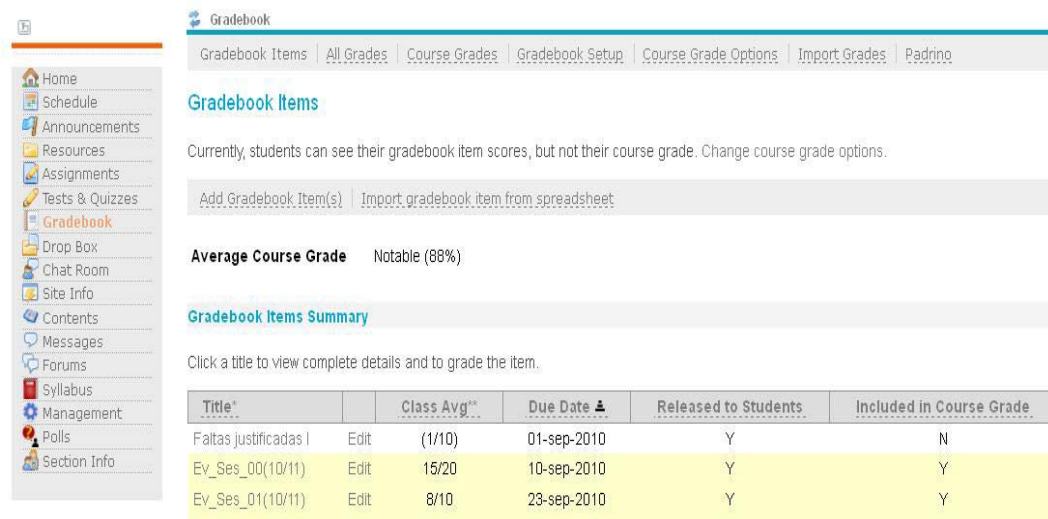 Gradebook
Gradebook Items | All Grades | Course Grades | Gradebook Setup | Course Grade Options | Import Grades | Padrino
Home
Schedule
Announcements
Resources
Assignments
Tests & Quizzes
Gradebook
Drop Box
Chat Room
Site Info
Contents
Messages
Forums
Syllabus
Management
Polls
Section Info
Gradebook Items
Currently, students can see their gradebook item scores, but not their course grade. Change course grade options.
Add Gradebook Item(s) | Import gradebook item from spreadsheet
Average Course Grade Notable (88%)
Gradebook Items Summary
Click a title to view complete details and to grade the item.
Title* Class Avg** Due Date Released to Students Included in Course Grade
Faltas justificadas I Edit (1/10) 01-sep-2010 Y N
Ev_Ses_00(10/11) Edit 15/20 10-sep-2010 Y Y
Ev_Ses_01(10/11) Edit 8/10 23-sep-2010 Y Y